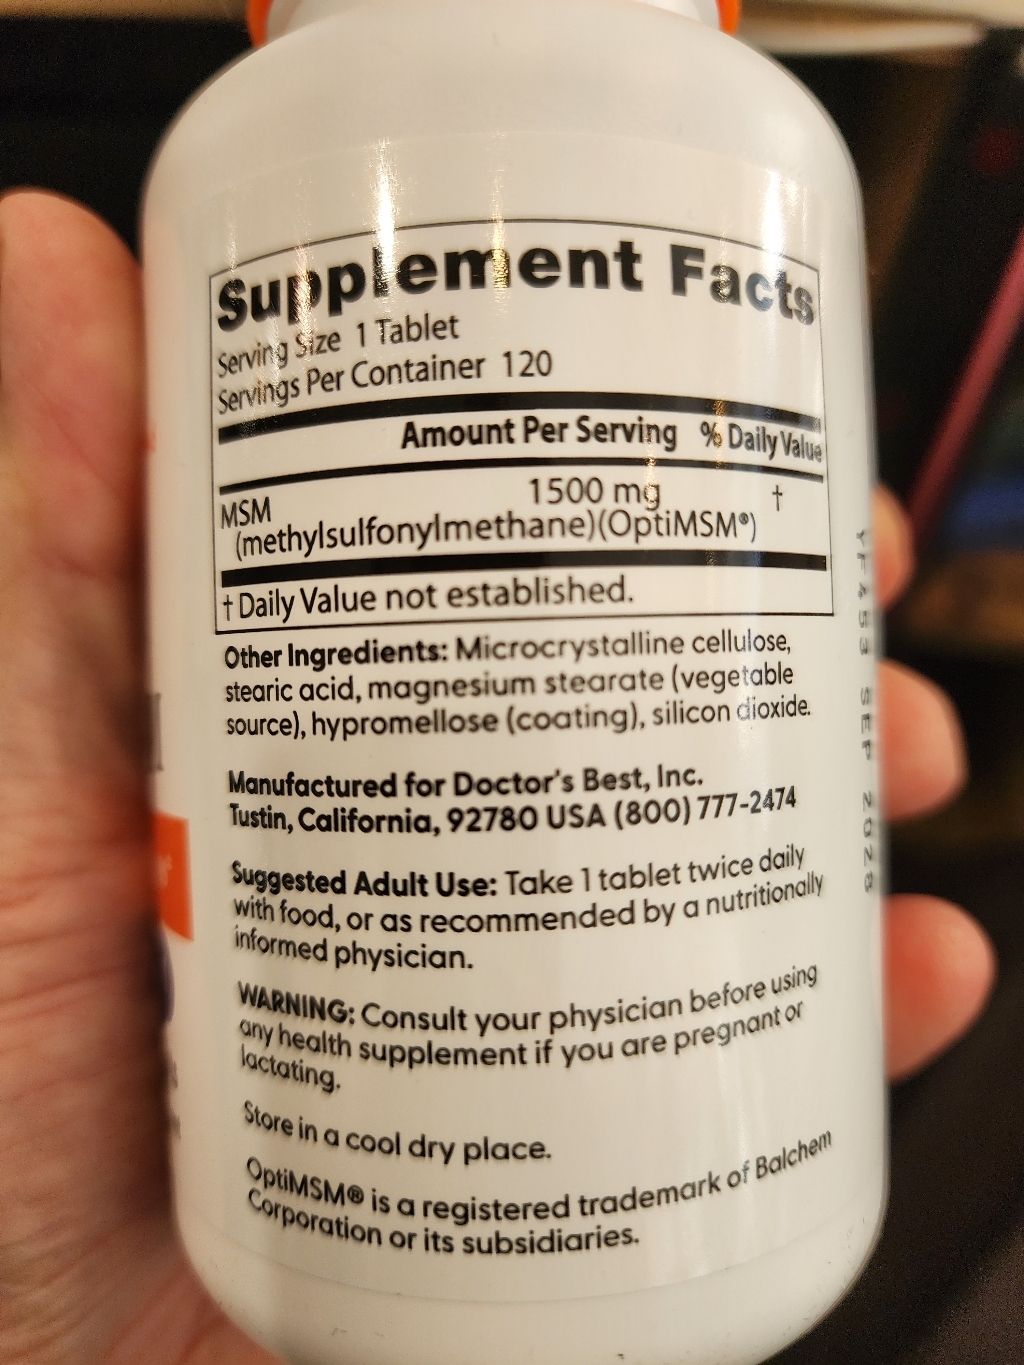 Supplement Facts
Serving Size 1 Tablet
Servings Per Container 120
Amount Per Serving % Daily Value
MSM 1500 mg †
(methylsulfonylmethane)(OptiMSM®)
† Daily Value not established.
Other Ingredients: Microcrystalline cellulose,
stearic acid, magnesium stearate (vegetable
source), hypromellose (coating), silicon dioxide.
Manufactured for Doctor's Best, Inc.
Tustin, California, 92780 USA (800) 777-2474
Suggested Adult Use: Take 1 tablet twice daily
with food, or as recommended by a nutritionally
informed physician.
WARNING: Consult your physician before using
any health supplement if you are pregnant or
lactating.
Store in a cool dry place.
OptiMSM® is a registered trademark of Balchem
Corporation or its subsidiaries.
SEP